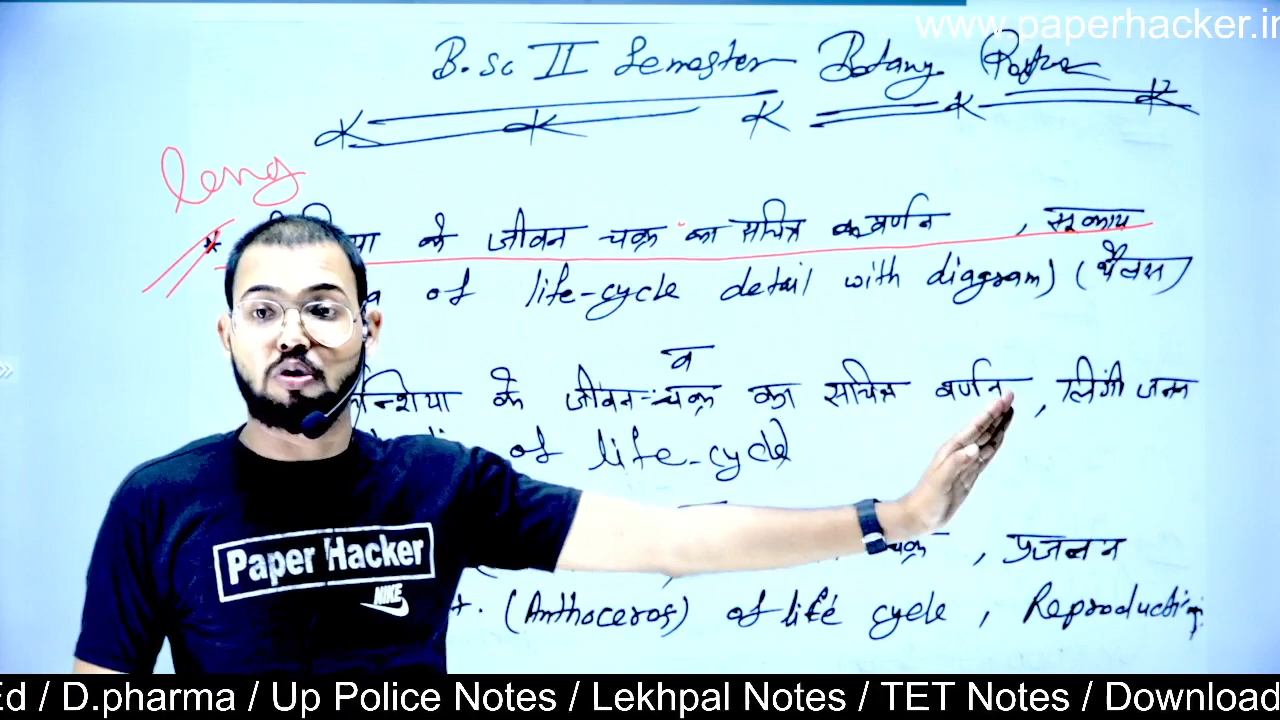 www.paperhacker.in
B.Sc II Semester Botany
leng
* या के जीवन चक्र का सचित्र वर्णन , सूकाय
of life-cycle detail with diagram) (थैलस)
व
न्शिया के जीवन-चक्र का सचित्र वर्णन , लिंगी जनन
of life-cycle)
चक्र , प्रजनन
t. (Anthoceros) of life cycle , Reproduction
Paper Hacker
NIKE
Ed / D.pharma / Up Police Notes / Lekhpal Notes / TET Notes / Download